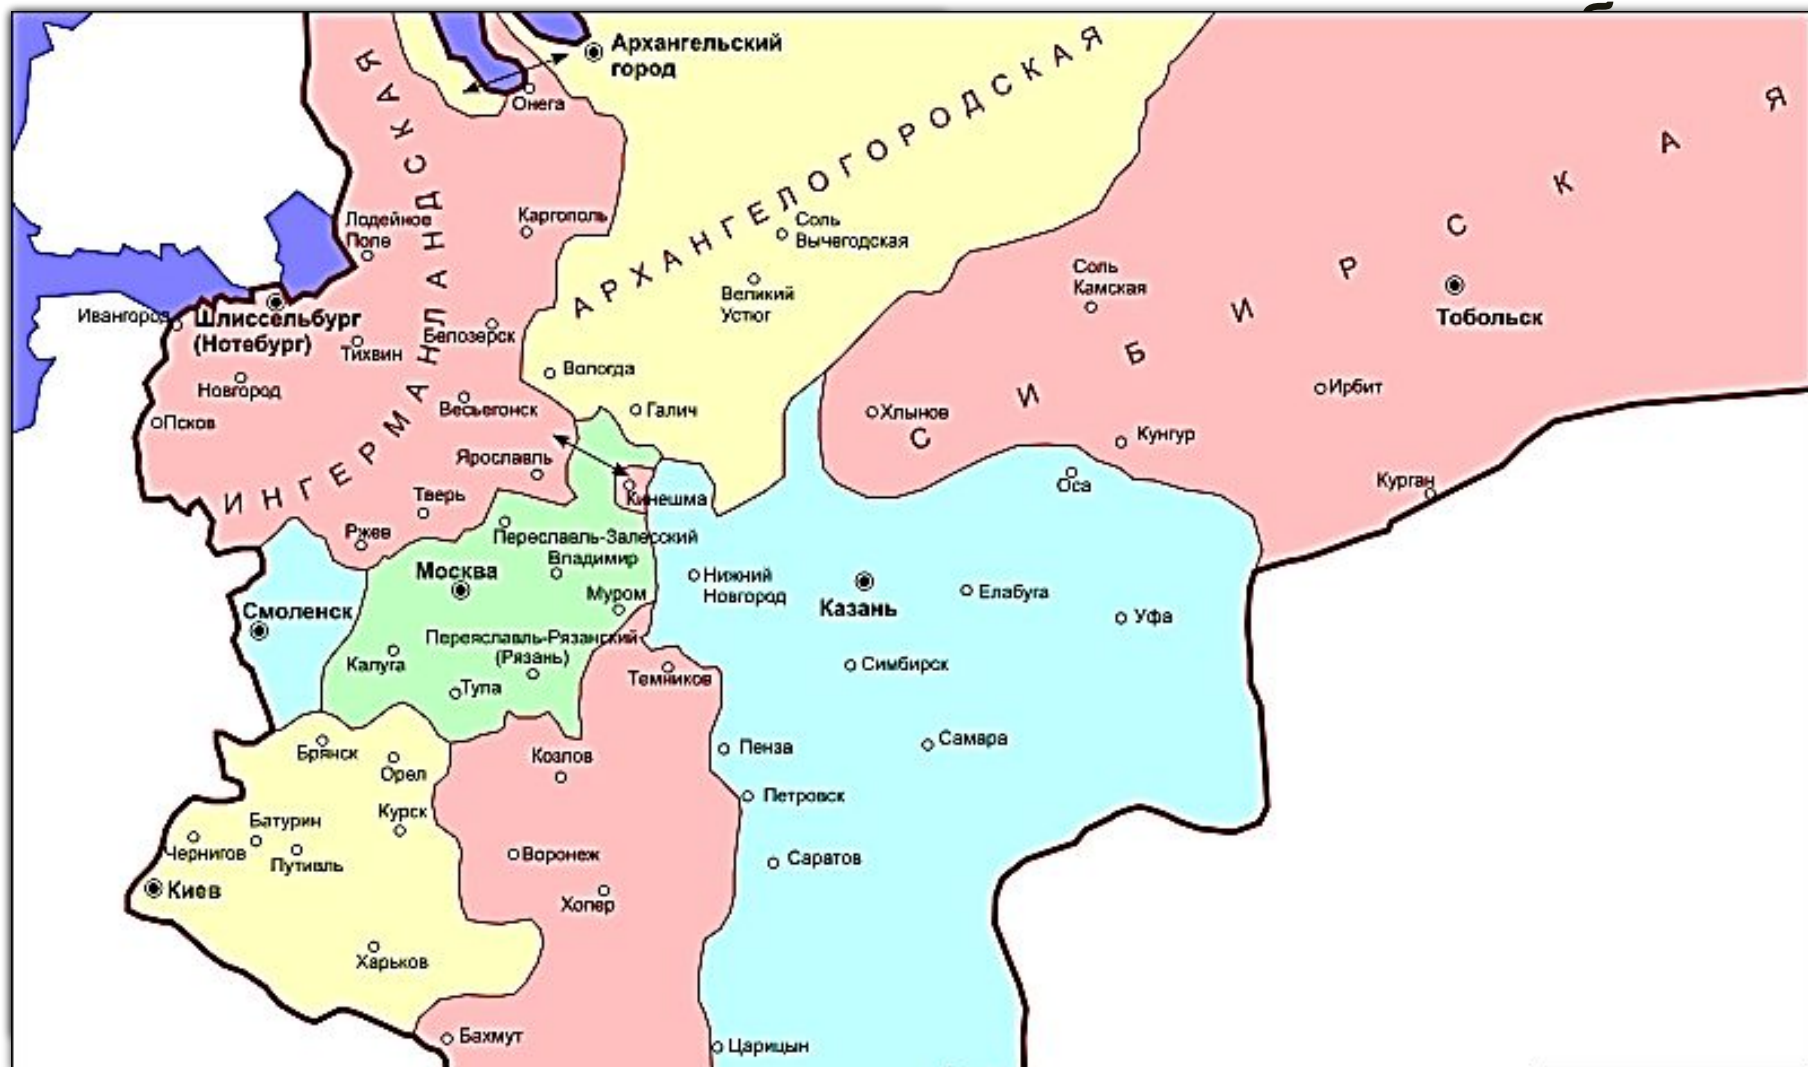 Архангельский
город
Онега
ИНГЕРМАНЛАНДСКАЯ
АРХАНГЕЛОГОРОДСКАЯ
СИБИРСКАЯ
Лодейнов
Попе
Каргополь
Соль
Вычегодская
Великий
Устюг
Соль
Камская
Тобольск
Ивангород
Шлиссельбург
(Нотебург)
Тихвин
Белозерск
Новгород
Вологда
Весьегонск
Галич
Псков
Хлынов
Ирбит
Кунгур
Ярославль
Кинешма
Оса
Курган
Тверь
Ржев
Переславль-Залесский
Владимир
Москва
Муром
Нижний
Новгород
Казань
Елабуга
Уфа
Смоленск
Переяславль-Рязанский
(Рязань)
Калуга
Тула
Темников
Симбирск
Брянск
Орел
Козлов
Пенза
Самара
Петровск
Курск
Батурин
Чернигов
Путивль
Воронеж
Саратов
Киев
Хопер
Харьков
Бахмут
Царицын